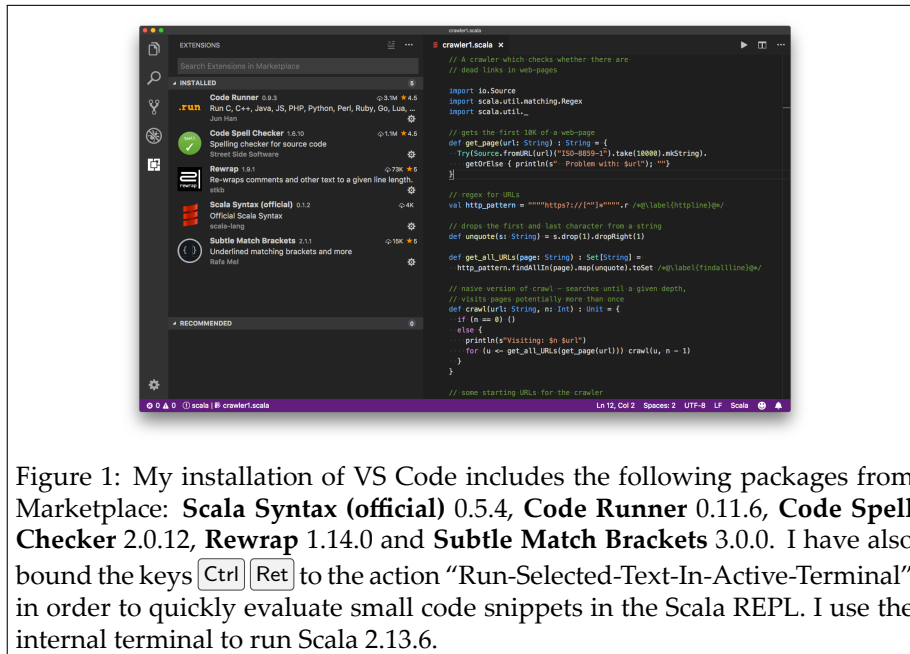 crawler1.scala
EXTENSIONS
crawler1.scala ×
Search Extensions in Marketplace
INSTALLED 5
Code Runner 0.9.3 3.1M ★4.5
Run C, C++, Java, JS, PHP, Python, Perl, Ruby, Go, Lua, ...
Jun Han
Code Spell Checker 1.6.10 1.1M ★4.5
Spelling checker for source code
Street Side Software
Rewrap 1.9.1 73K ★5
Re-wraps comments and other text to a given line length.
stkb
Scala Syntax (official) 0.1.2 4K
Official Scala Syntax
scala-lang
Subtle Match Brackets 2.1.1 15K ★5
Underlined matching brackets and more
Rafa Mel
RECOMMENDED 0
.run
rewrap
// A crawler which checks whether there are
// dead links in web-pages
import io.Source
import scala.util.matching.Regex
import scala.util._
// gets the first 10K of a web-page
def get_page(url: String) : String = {
Try(Source.fromURL(url)("ISO-8859-1").take(10000).mkString).
getOrElse { println(s" Problem with: $url"); ""}
}
// regex for URLs
val http_pattern = """"https?://[^"]*"""".r /*@\label{httpline}@*/
// drops the first and last character from a string
def unquote(s: String) = s.drop(1).dropRight(1)
def get_all_URLs(page: String) : Set[String] =
http_pattern.findAllIn(page).map(unquote).toSet /*@\label{findallline}@*/
// naive version of crawl - searches until a given depth,
// visits pages potentially more than once
def crawl(url: String, n: Int) : Unit = {
if (n == 0) ()
else {
println(s"Visiting: $n $url")
for (u <- get_all_URLs(get_page(url))) crawl(u, n - 1)
}
}
// some starting URLs for the crawler
0 0 scala | crawler1.scala Ln 12, Col 2 Spaces: 2 UTF-8 LF Scala
Figure 1: My installation of VS Code includes the following packages from
Marketplace: Scala Syntax (official) 0.5.4, Code Runner 0.11.6, Code Spell
Checker 2.0.12, Rewrap 1.14.0 and Subtle Match Brackets 3.0.0. I have also
bound the keys Ctrl Ret to the action “Run-Selected-Text-In-Active-Terminal”
in order to quickly evaluate small code snippets in the Scala REPL. I use the
internal terminal to run Scala 2.13.6.